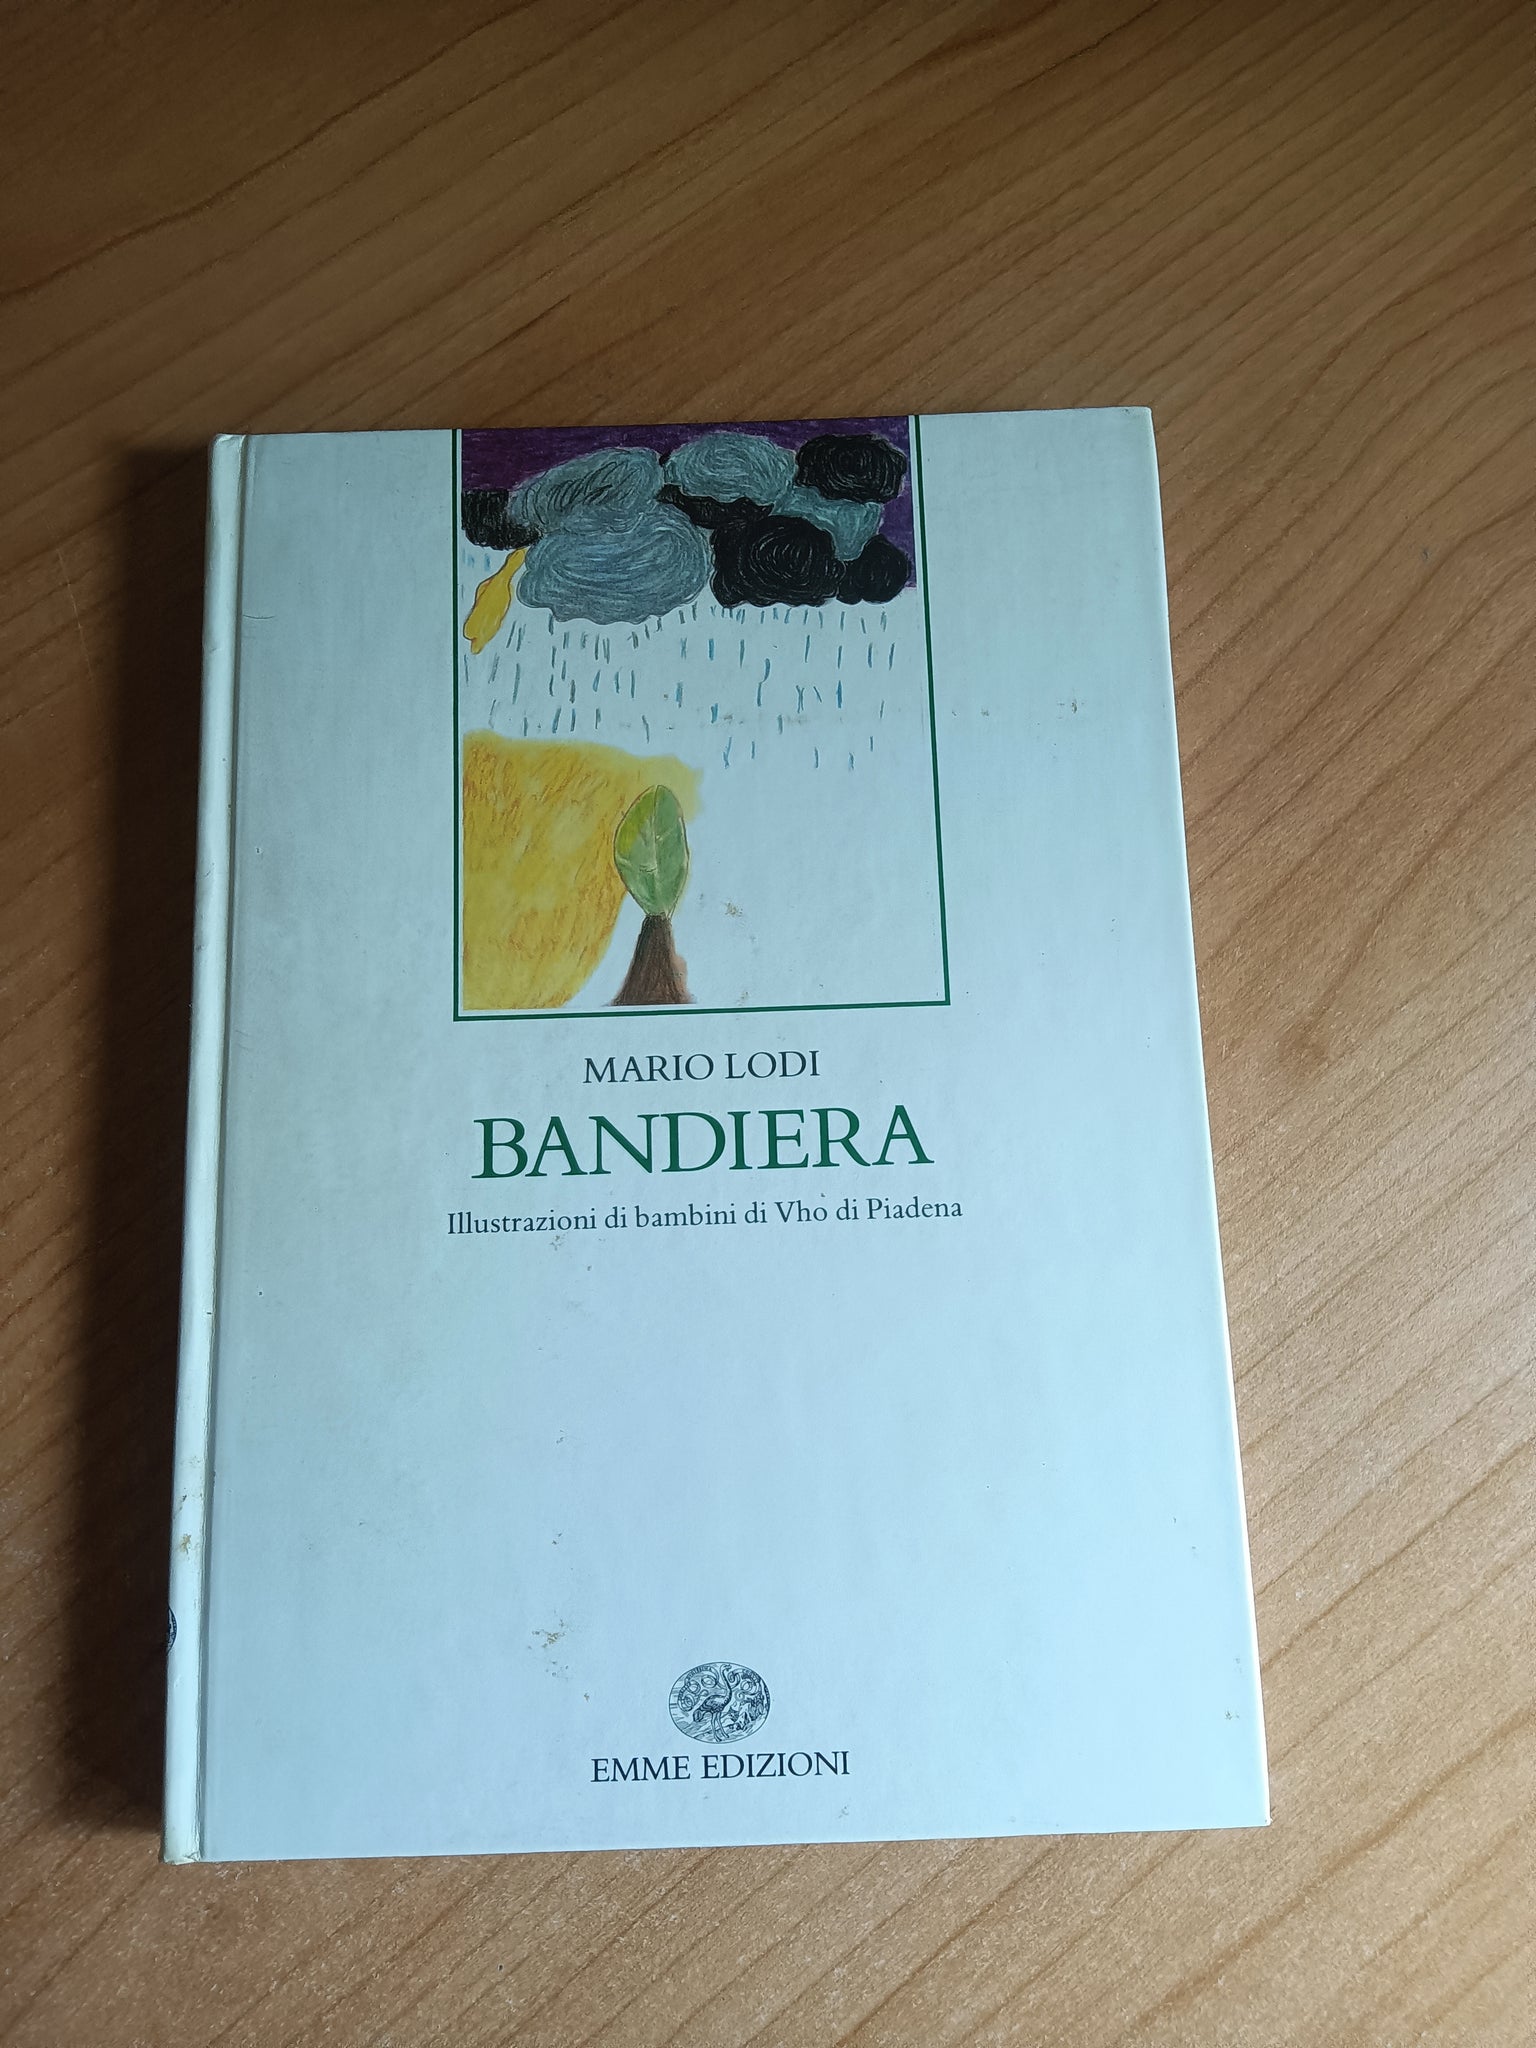 MARIO LODI
BANDIERA
Illustrazioni di bambini di Vho di Piadena
EMME EDIZIONI